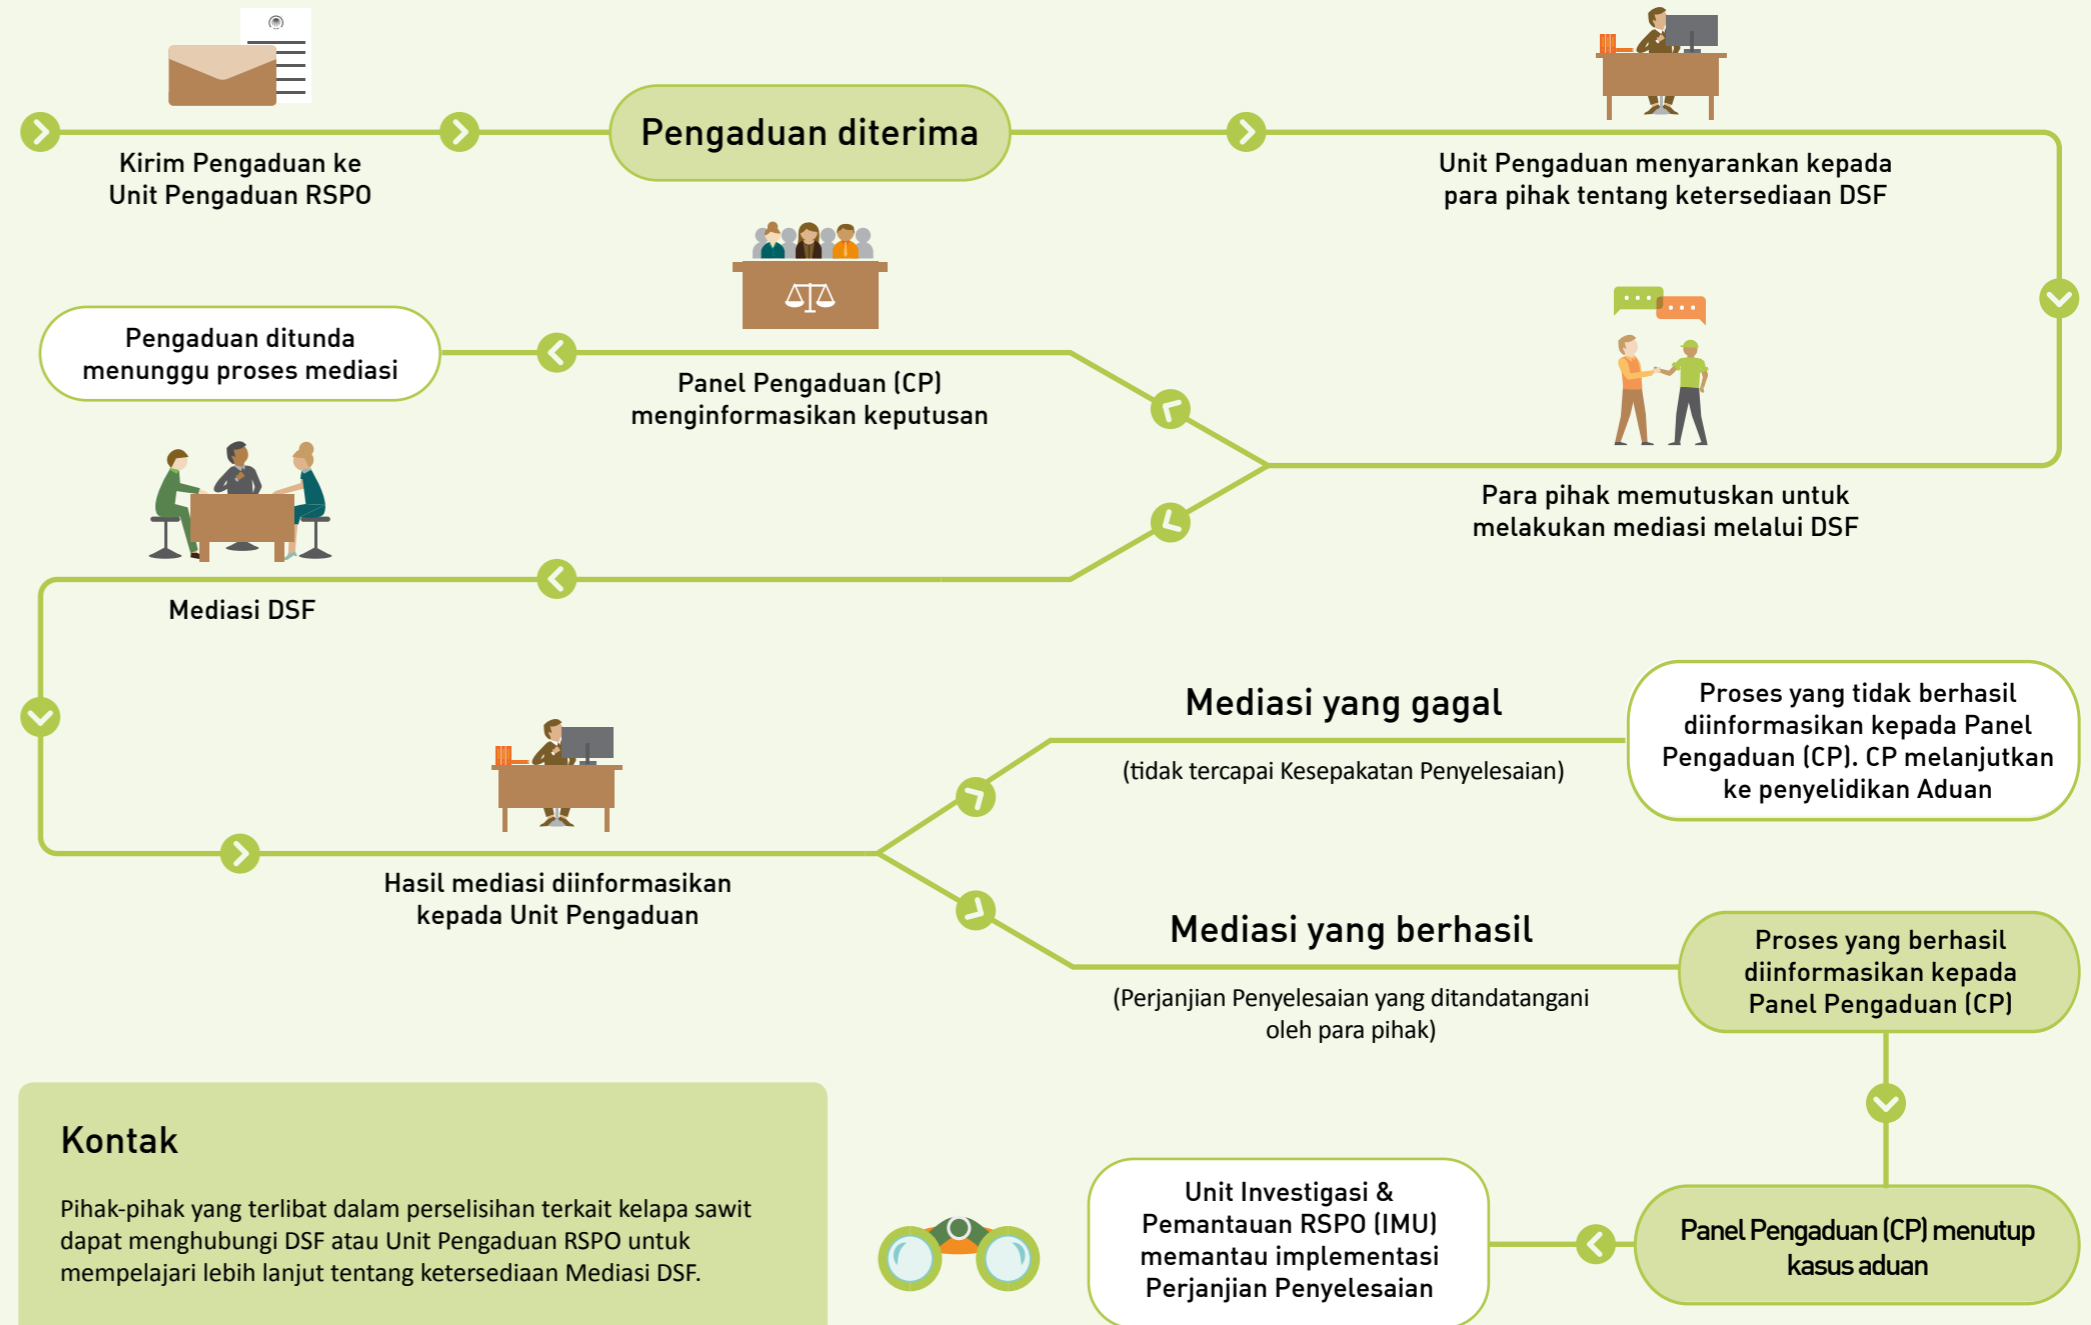 Kirim Pengaduan ke
Unit Pengaduan RSPO
Pengaduan diterima
Unit Pengaduan menyarankan kepada
para pihak tentang ketersediaan DSF
Para pihak memutuskan untuk
melakukan mediasi melalui DSF
Panel Pengaduan (CP)
menginformasikan keputusan
Pengaduan ditunda
menunggu proses mediasi
Mediasi DSF
Hasil mediasi diinformasikan
kepada Unit Pengaduan
Mediasi yang gagal
(tidak tercapai Kesepakatan Penyelesaian)
Proses yang tidak berhasil
diinformasikan kepada Panel
Pengaduan (CP). CP melanjutkan
ke penyelidikan Aduan
Mediasi yang berhasil
(Perjanjian Penyelesaian yang ditandatangani
oleh para pihak)
Proses yang berhasil
diinformasikan kepada
Panel Pengaduan (CP)
Panel Pengaduan (CP) menutup
kasus aduan
Unit Investigasi &
Pemantauan RSPO (IMU)
memantau implementasi
Perjanjian Penyelesaian
Kontak
Pihak-pihak yang terlibat dalam perselisihan terkait kelapa sawit
dapat menghubungi DSF atau Unit Pengaduan RSPO untuk
mempelajari lebih lanjut tentang ketersediaan Mediasi DSF.